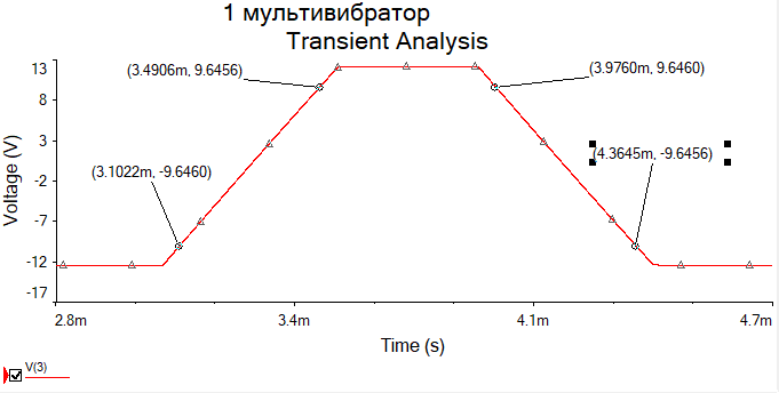 1 мультивибратор
Transient Analysis
(3.4906m, 9.6456)
(3.9760m, 9.6460)
(3.1022m, -9.6460)
(4.3645m, -9.6456)
Voltage (V)
13
8
3
-2
-7
-12
-17
2.8m
3.4m
4.1m
4.7m
Time (s)
V(3)